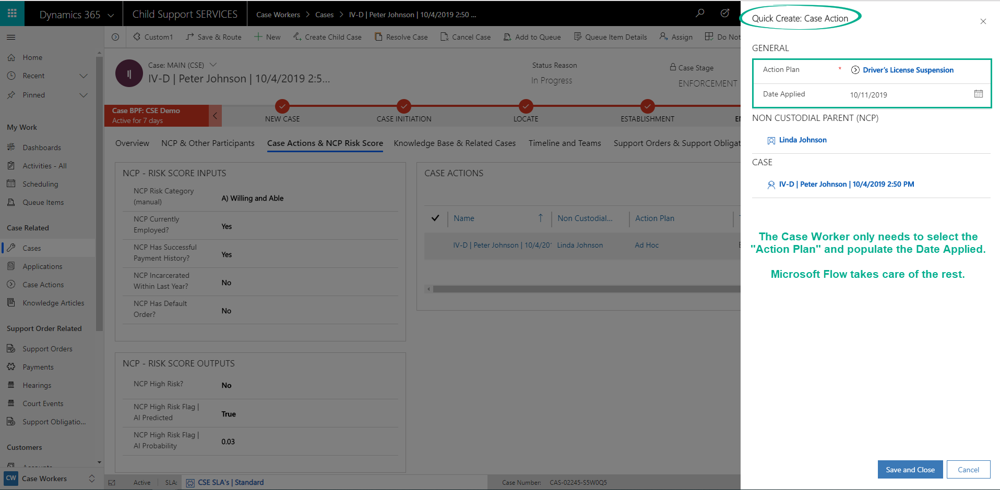 Dynamics 365
Child Support SERVICES
Case Workers > Cases > IV-D | Peter Johnson | 10/4/2019 2:50 ...
Custom1
Save & Route
New
Create Child Case
Resolve Case
Cancel Case
Add to Queue
Queue Item Details
Assign
Do Not
Home
Recent
Pinned
My Work
Dashboards
Activities - All
Scheduling
Queue Items
Case Related
Cases
Applications
Case Actions
Knowledge Articles
Support Order Related
Support Orders
Payments
Hearings
Court Events
Support Obligatio...
Customers
Accounts
CW Case Workers
Case: MAIN (CSE)
IV-D | Peter Johnson | 10/4/2019 2:5...
Status Reason
In Progress
Case Stage
ENFORCEMENT
Case BPF: CSE Demo
Active for 7 days
NEW CASE
CASE INITIATION
LOCATE
ESTABLISHMENT
Overview
NCP & Other Participants
Case Actions & NCP Risk Score
Knowledge Base & Related Cases
Timeline and Teams
Support Orders & Support Obligat
NCP - RISK SCORE INPUTS
NCP Risk Category
(manual)
A) Willing and Able
NCP Currently
Employed?
Yes
NCP Has Successful
Payment History?
Yes
NCP Incarcerated
Within Last Year?
No
NCP Has Default
Order?
No
NCP - RISK SCORE OUTPUTS
NCP High Risk?
No
NCP High Risk Flag |
AI Predicted
True
NCP High Risk Flag |
AI Probability
0.03
CASE ACTIONS
Name
Non Custodial...
Action Plan
IV-D | Peter Johnson | 10/4/20
Linda Johnson
Ad Hoc
Active
SLA:
CSE SLA's | Standard
Case Number:
CAS-02245-S5W0Q5
Quick Create: Case Action
GENERAL
Action Plan
*
Driver's License Suspension
Date Applied
10/11/2019
NON CUSTODIAL PARENT (NCP)
Linda Johnson
CASE
IV-D | Peter Johnson | 10/4/2019 2:50 PM
The Case Worker only needs to select the
"Action Plan" and populate the Date Applied.
Microsoft Flow takes care of the rest.
Save and Close
Cancel